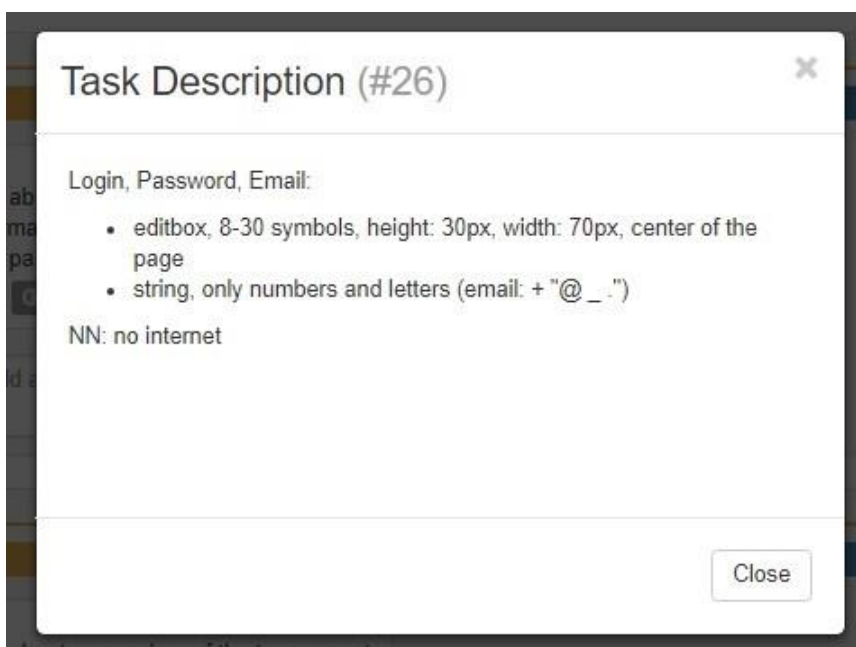 Task Description (#26)
×
Login, Password, Email:
• editbox, 8-30 symbols, height: 30px, width: 70px, center of the
page
• string, only numbers and letters (email: + "@ _ .")
NN: no internet
Close